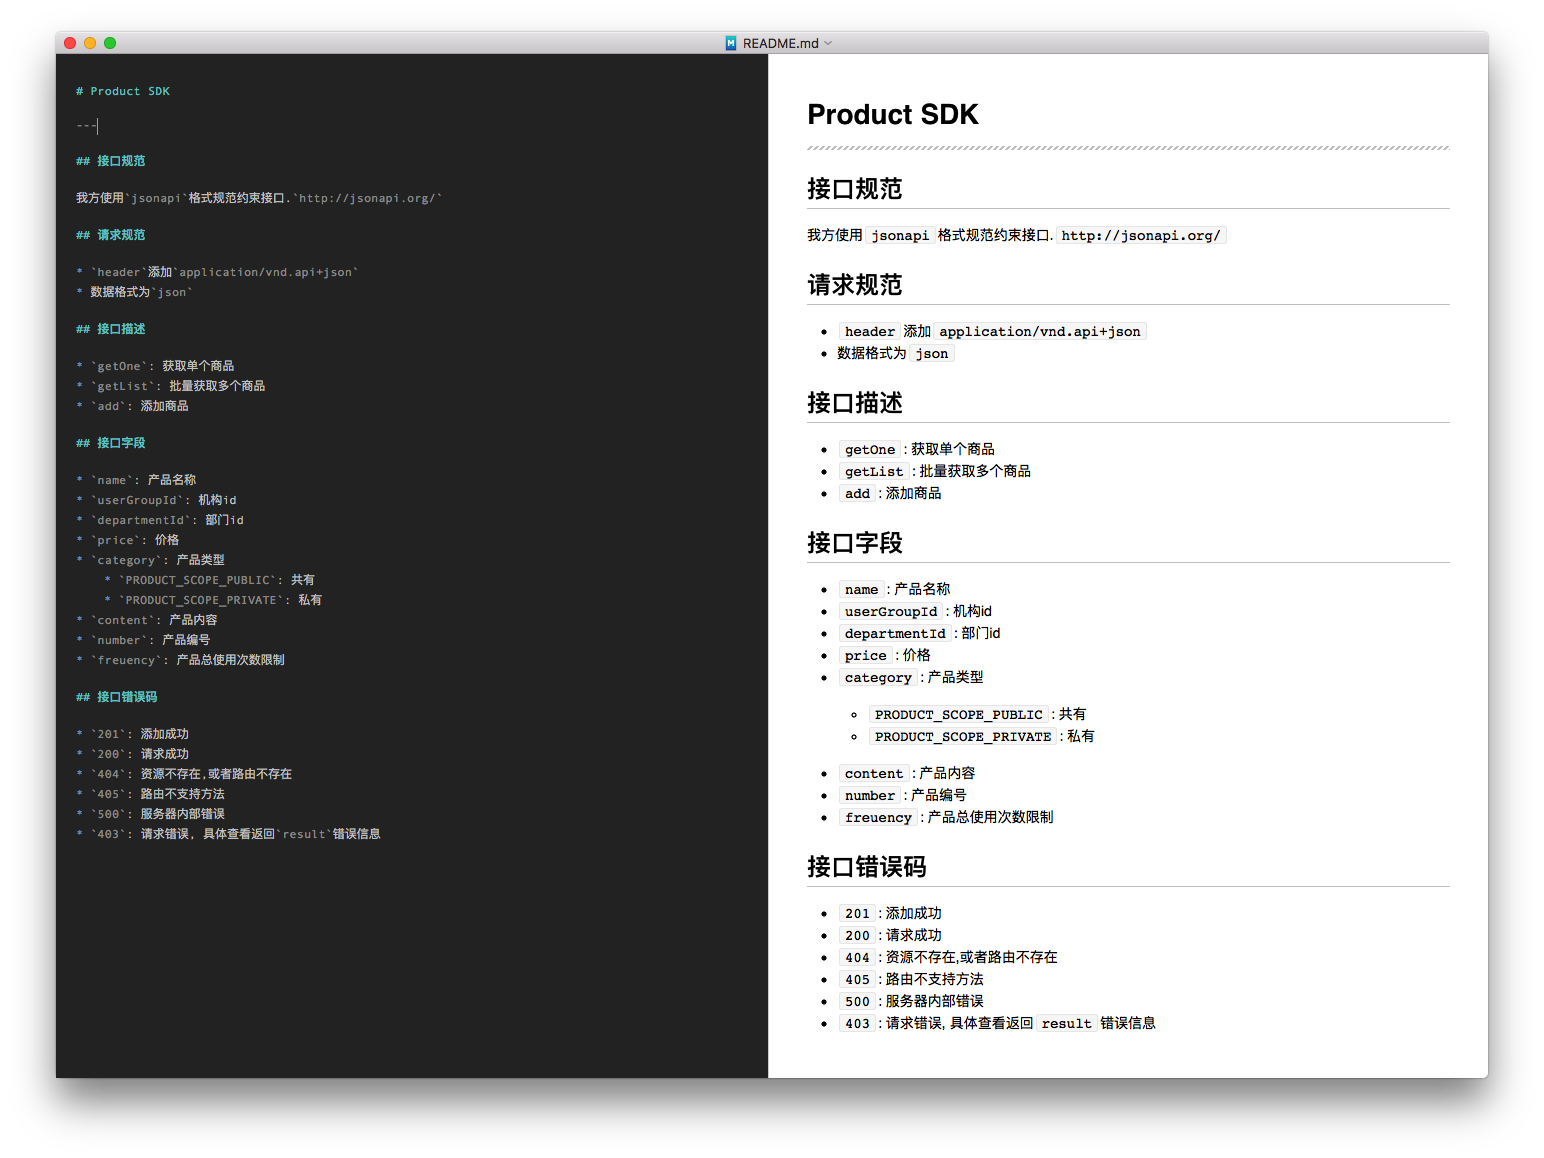 README.md
# Product SDK
---
## 接口规范
我方使用`jsonapi`格式规范约束接口.`http://jsonapi.org/`
## 请求规范
* `header`添加`application/vnd.api+json`
* 数据格式为`json`
## 接口描述
* `getOne`: 获取单个商品
* `getList`: 批量获取多个商品
* `add`: 添加商品
## 接口字段
* `name`: 产品名称
* `userGroupId`: 机构id
* `departmentId`: 部门id
* `price`: 价格
* `category`: 产品类型
* `PRODUCT_SCOPE_PUBLIC`: 共有
* `PRODUCT_SCOPE_PRIVATE`: 私有
* `content`: 产品内容
* `number`: 产品编号
* `freuency`: 产品总使用次数限制
## 接口错误码
* `201`: 添加成功
* `200`: 请求成功
* `404`: 资源不存在,或者路由不存在
* `405`: 路由不支持方法
* `500`: 服务器内部错误
* `403`: 请求错误, 具体查看返回`result`错误信息
Product SDK
接口规范
我方使用 jsonapi 格式规范约束接口. http://jsonapi.org/
请求规范
• header 添加 application/vnd.api+json
• 数据格式为 json
接口描述
• getOne : 获取单个商品
• getList : 批量获取多个商品
• add : 添加商品
接口字段
• name : 产品名称
• userGroupId : 机构id
• departmentId : 部门id
• price : 价格
• category : 产品类型
◦ PRODUCT_SCOPE_PUBLIC : 共有
◦ PRODUCT_SCOPE_PRIVATE : 私有
• content : 产品内容
• number : 产品编号
• freuency : 产品总使用次数限制
接口错误码
• 201 : 添加成功
• 200 : 请求成功
• 404 : 资源不存在,或者路由不存在
• 405 : 路由不支持方法
• 500 : 服务器内部错误
• 403 : 请求错误, 具体查看返回 result 错误信息